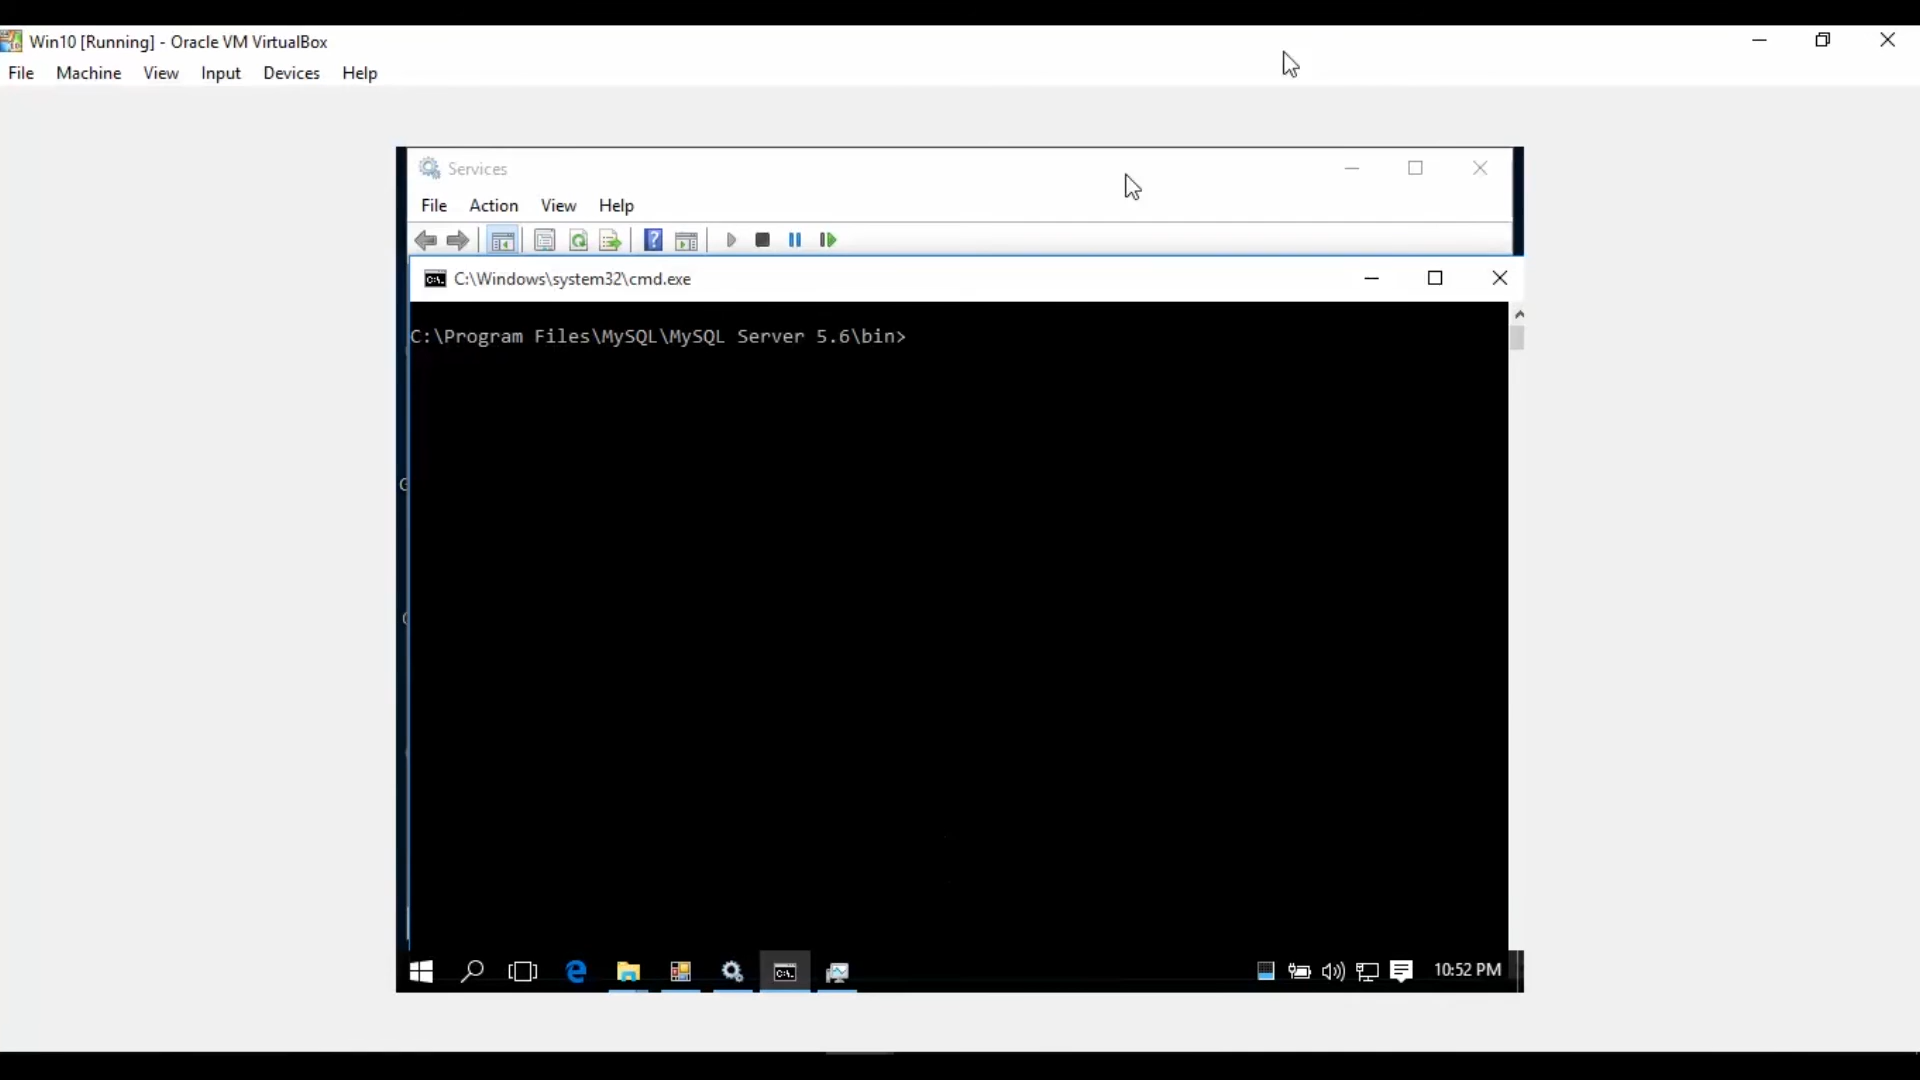 Win10 [Running] - Oracle VM VirtualBox
File Machine View Input Devices Help
Services
File Action View Help
C:\Windows\system32\cmd.exe
C:\Program Files\MySQL\MySQL Server 5.6\bin>
10:52 PM